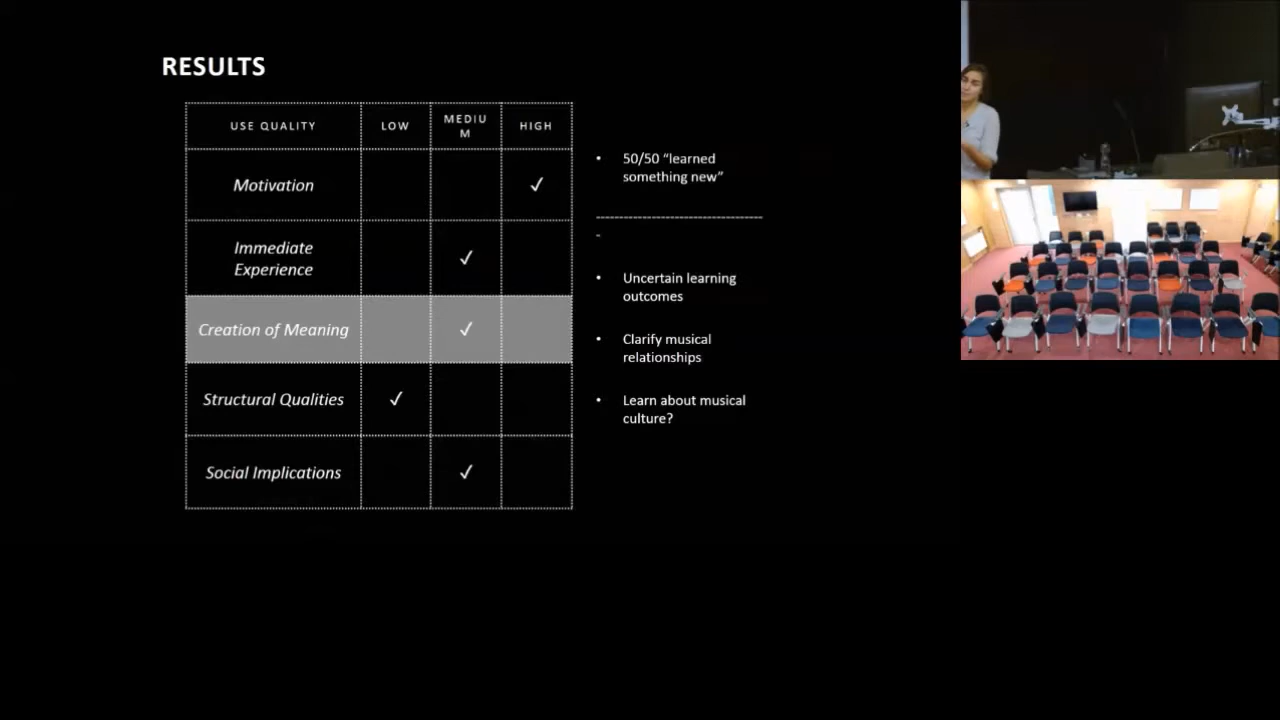 RESULTS
USE QUALITY LOW MEDIU
M HIGH
Motivation ✓
Immediate
Experience ✓
Creation of Meaning ✓
Structural Qualities ✓
Social Implications ✓
• 50/50 “learned
something new”
------------------------------------
-
• Uncertain learning
outcomes
• Clarify musical
relationships
• Learn about musical
culture?